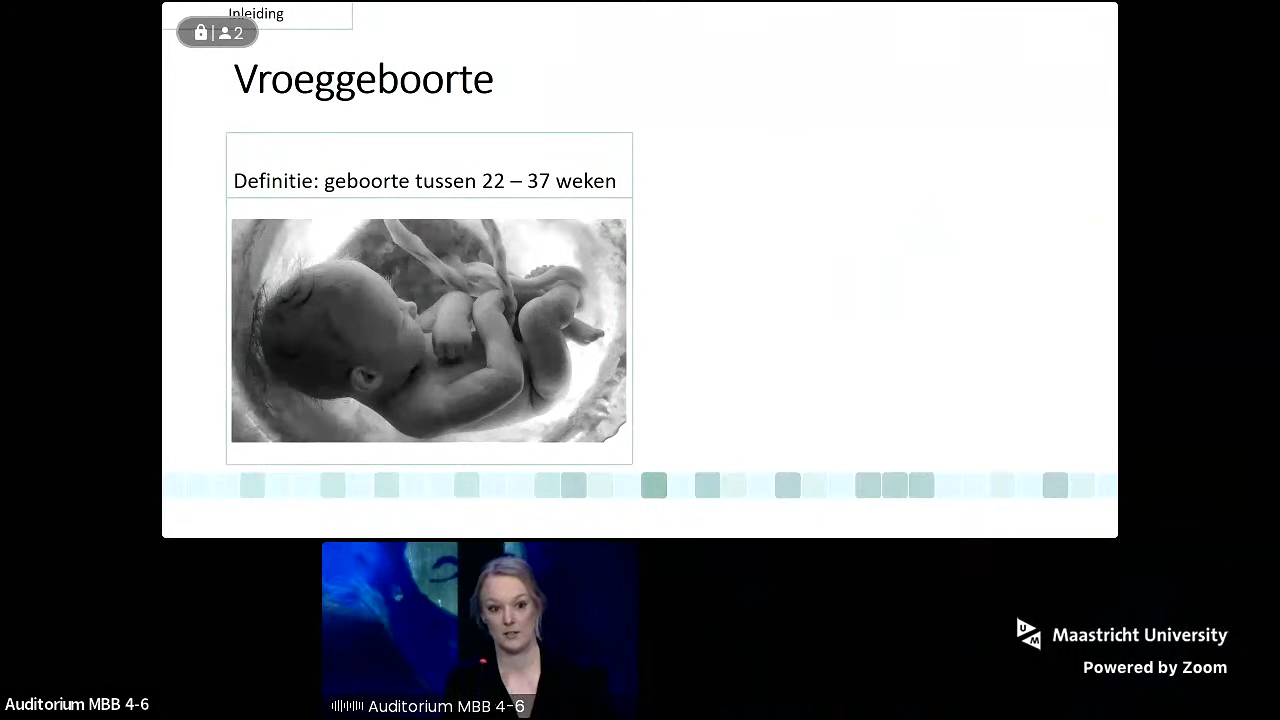 Inleiding
2
Vroeggeboorte
Definitie: geboorte tussen 22 – 37 weken
UM
Maastricht University
Powered by Zoom
Auditorium MBB 4-6
Auditorium MBB 4-6